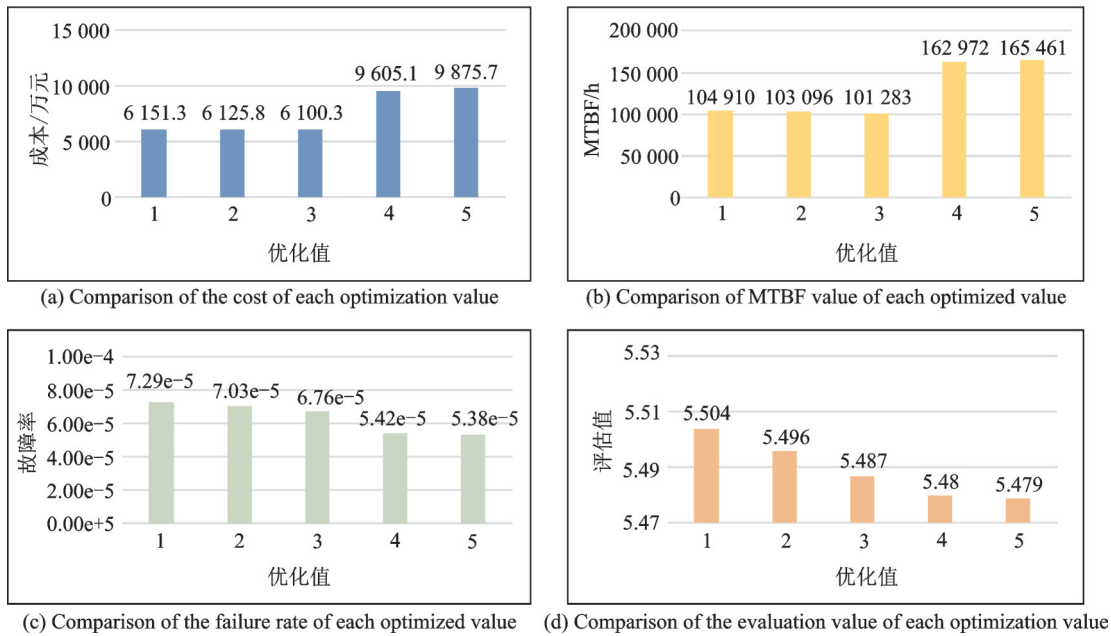 15 000
10 000
5 000
0
成本/万元
6 151.3
6 125.8
6 100.3
9 605.1
9 875.7
1 2 3 4 5
优化值
(a) Comparison of the cost of each optimization value
200 000
150 000
100 000
50 000
0
MTBF/h
104 910
103 096
101 283
162 972
165 461
1 2 3 4 5
优化值
(b) Comparison of MTBF value of each optimized value
1.00e−4
8.00e−5
6.00e−5
4.00e−5
2.00e−5
0.00e+5
故障率
7.29e−5
7.03e−5
6.76e−5
5.42e−5
5.38e−5
1 2 3 4 5
优化值
(c) Comparison of the failure rate of each optimized value
5.53
5.51
5.49
5.47
评估值
5.504
5.496
5.487
5.48
5.479
1 2 3 4 5
优化值
(d) Comparison of the evaluation value of each optimization value